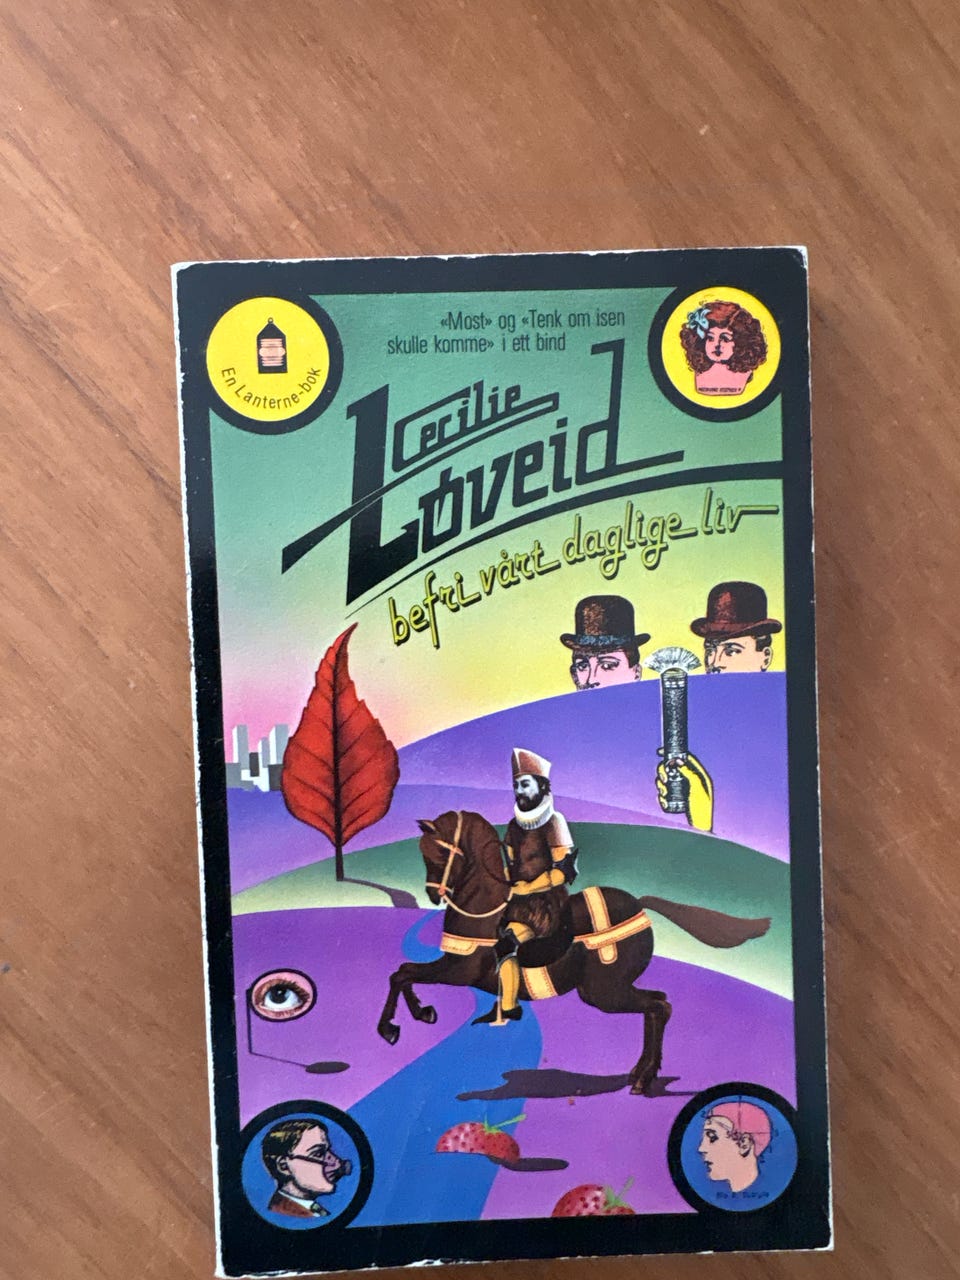 En Lanterne-bok
«Most» og «Tenk om isen
skulle komme» i ett bind
Cecilie
Løveid
befri vårt daglige liv